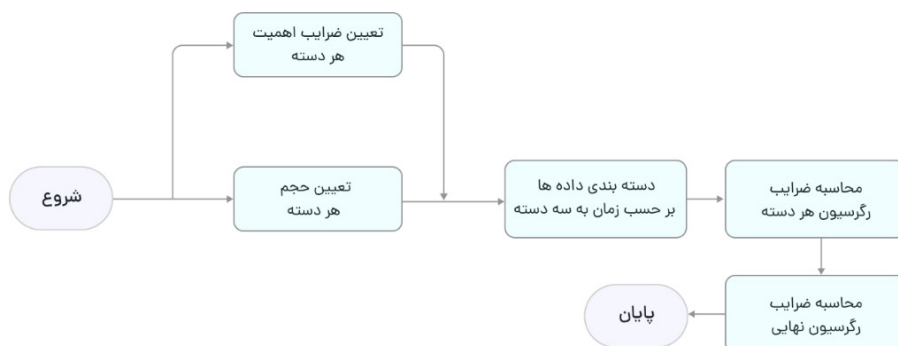 شروع
تعیین ضرایب اهمیت
هر دسته
تعیین حجم
هر دسته
دسته بندی داده ها
بر حسب زمان به سه دسته
محاسبه ضرایب
رگرسیون هر دسته
محاسبه ضرایب
رگرسیون نهایی
پایان